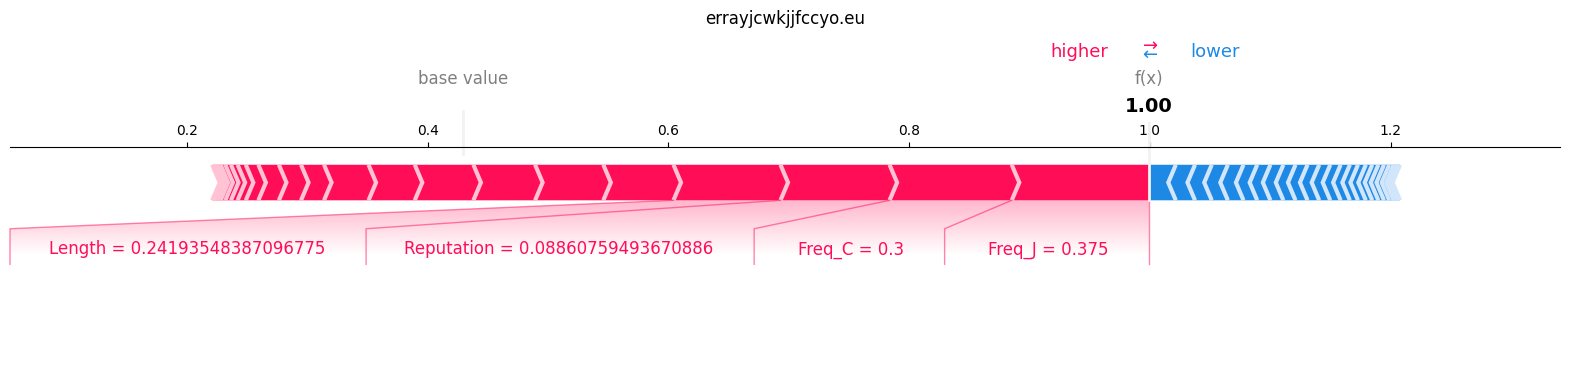 errayjcwkjjfccyo.eu
higher → ← lower
base value
f(x)
1.00
0.2 0.4 0.6 0.8 1.0 1.2
Length = 0.24193548387096775
Reputation = 0.08860759493670886
Freq_C = 0.3
Freq_J = 0.375